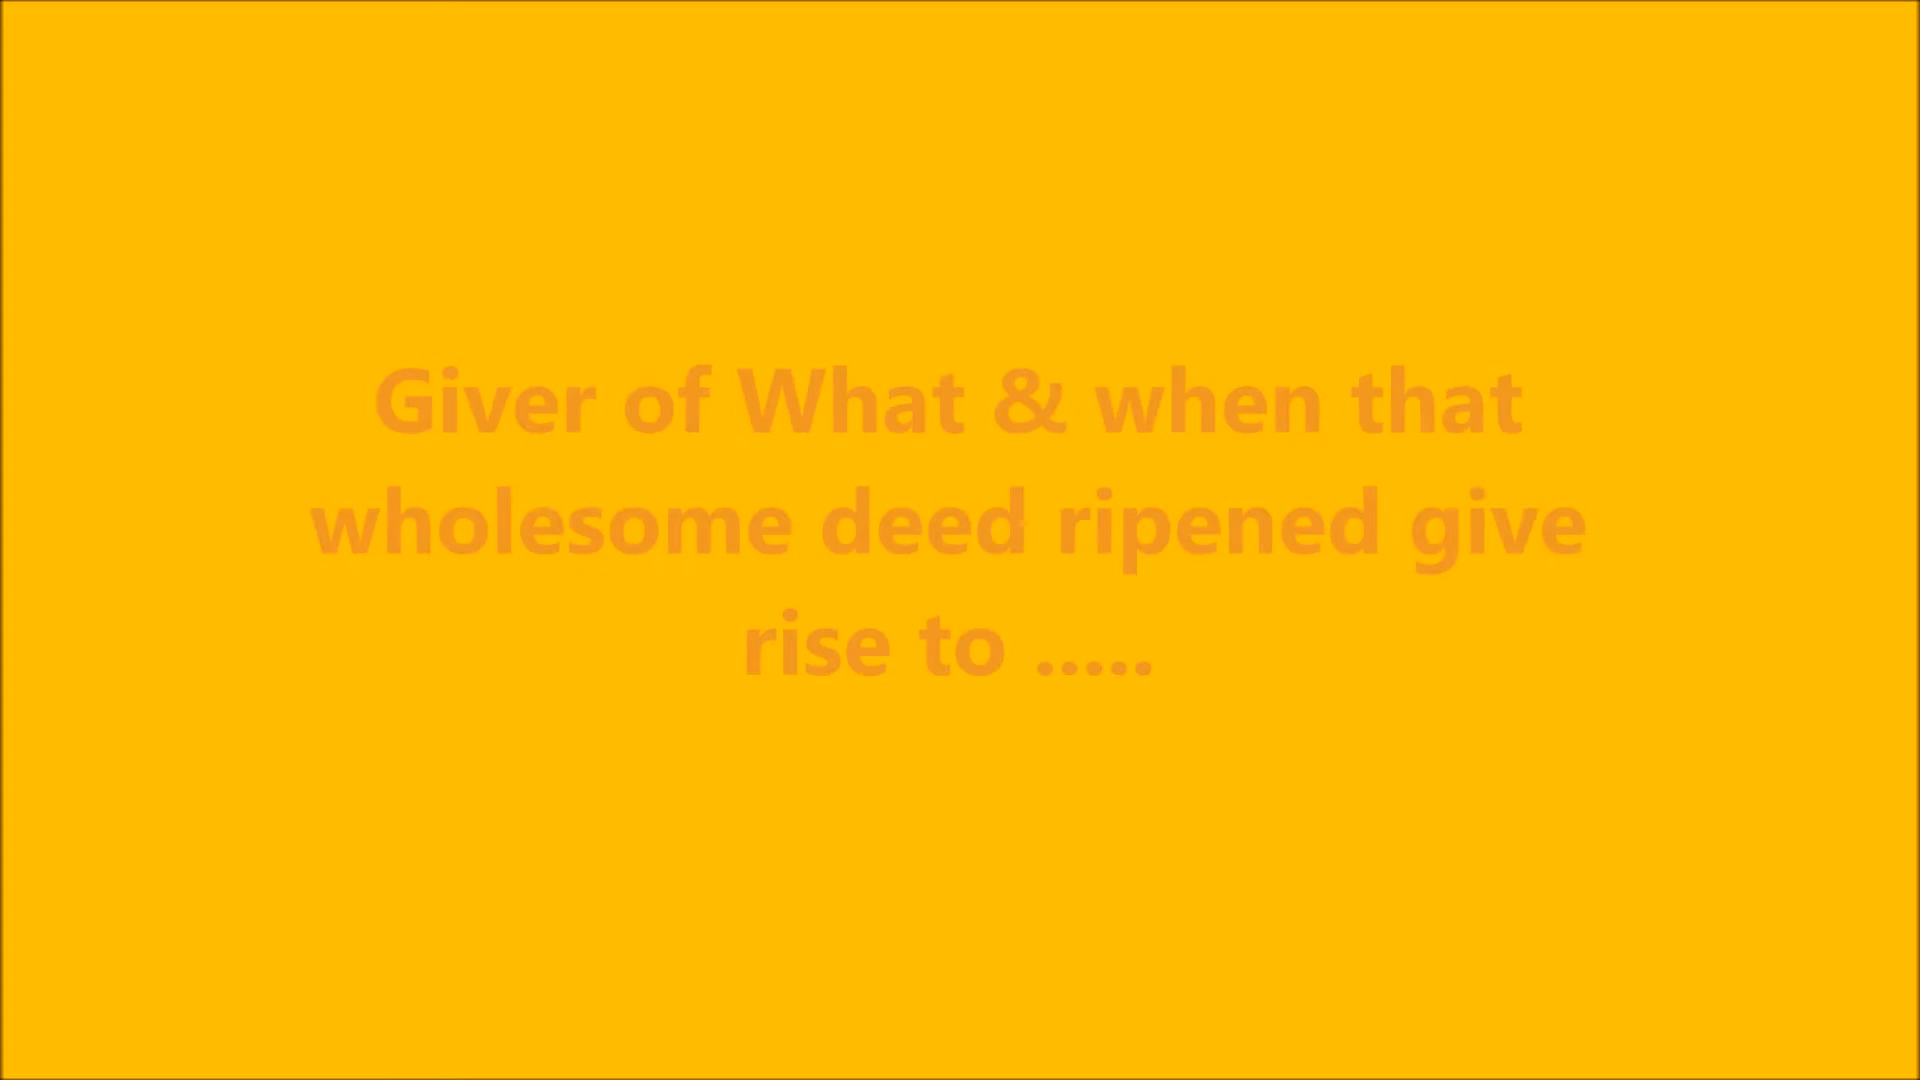 Giver of What & when that
wholesome deed ripened give
rise to .....